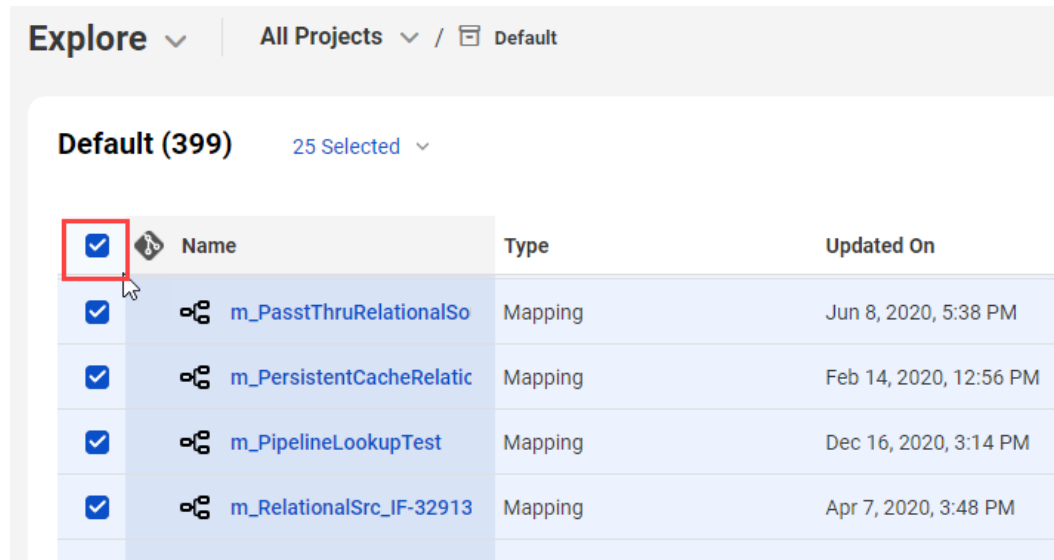 Explore All Projects / Default
Default (399) 25 Selected
Name Type Updated On
m_PasstThruRelationalSo Mapping Jun 8, 2020, 5:38 PM
m_PersistentCacheRelatic Mapping Feb 14, 2020, 12:56 PM
m_PipelineLookupTest Mapping Dec 16, 2020, 3:14 PM
m_RelationalSrc_IF-32913 Mapping Apr 7, 2020, 3:48 PM